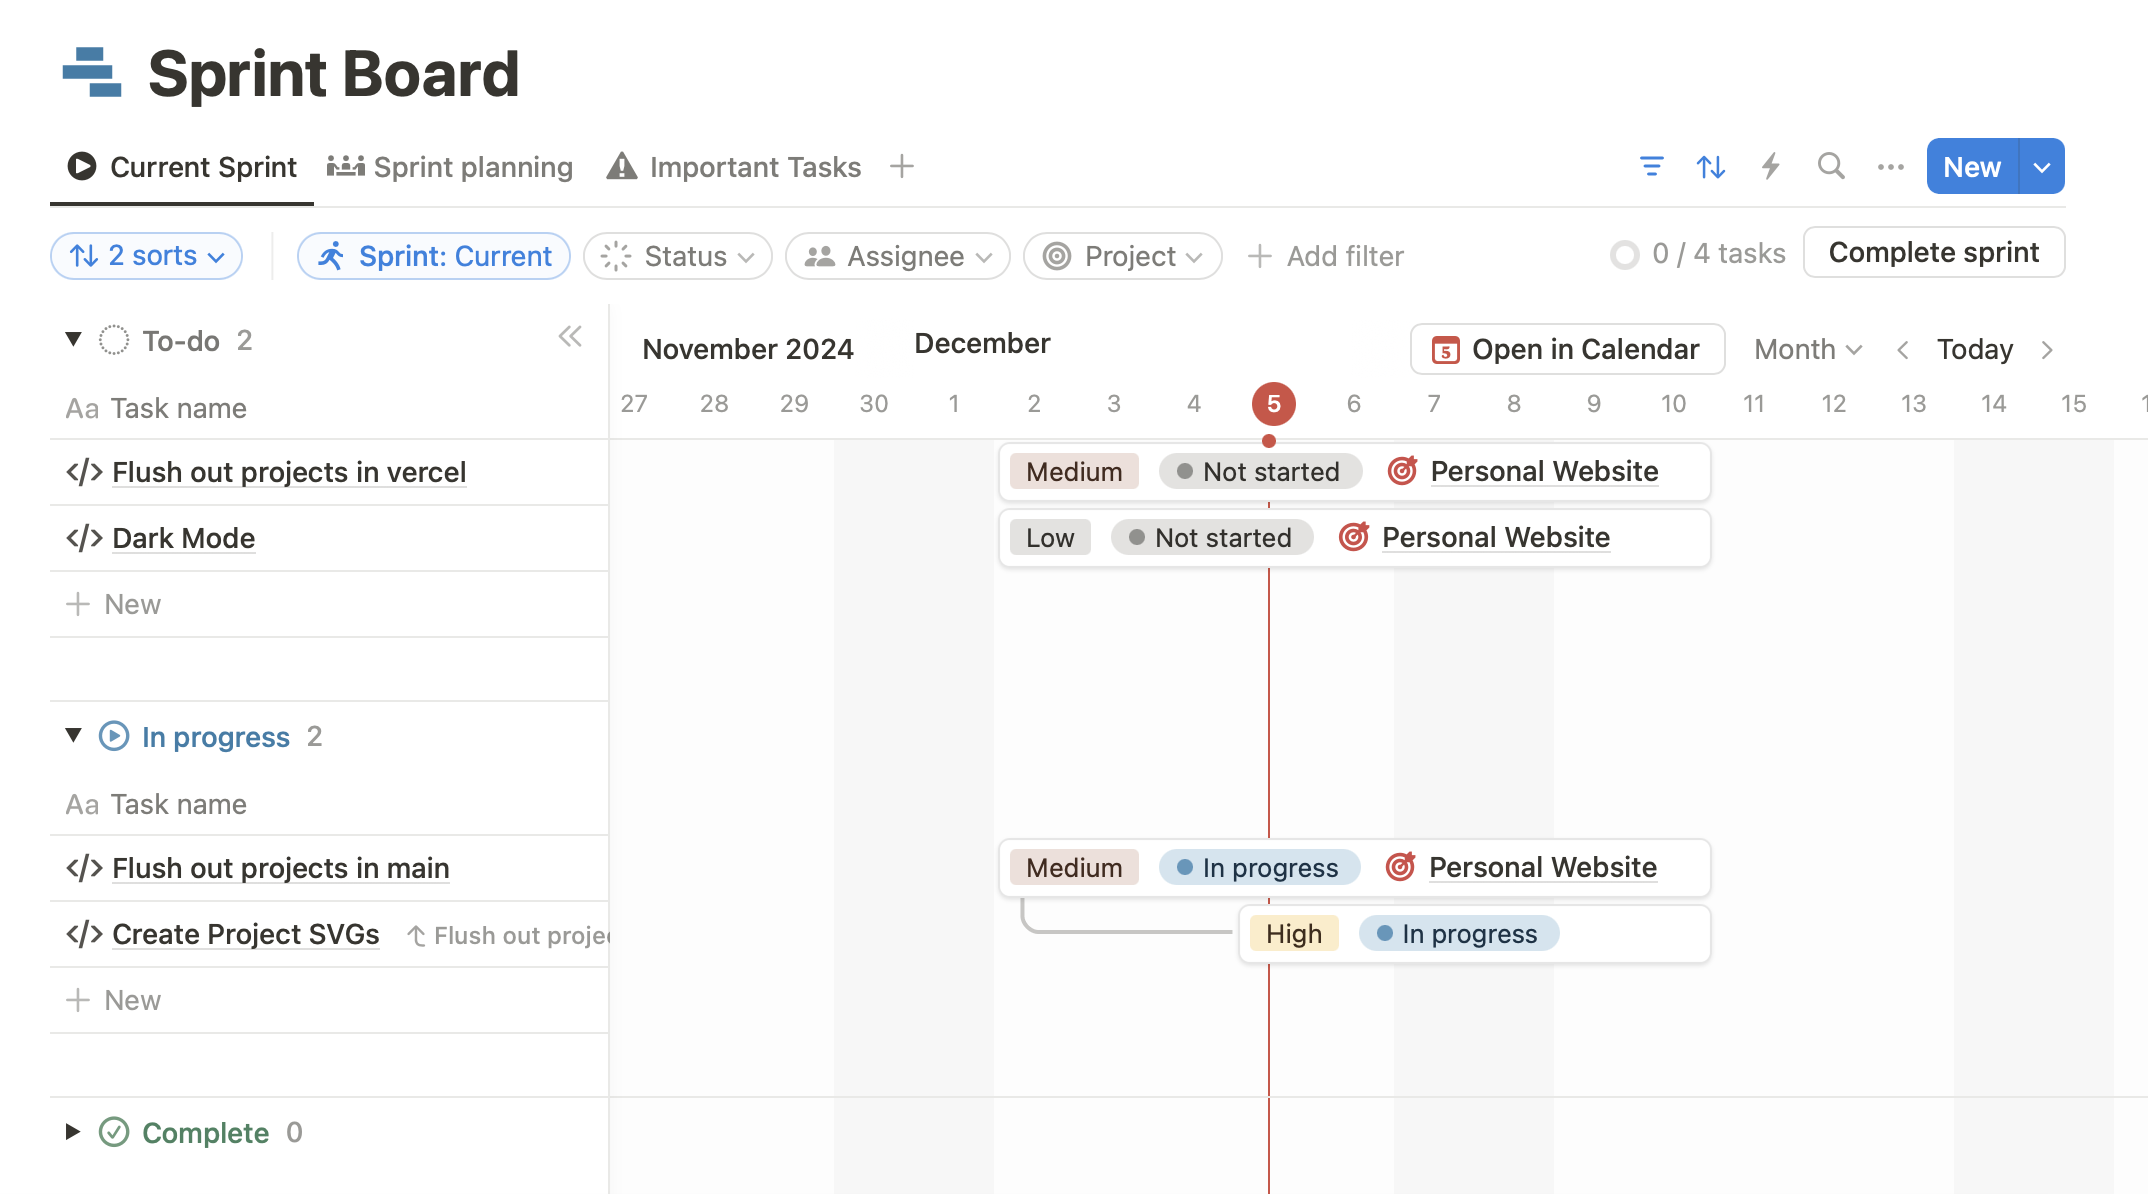 Sprint Board
Current Sprint Sprint planning Important Tasks New
2 sorts Sprint: Current Status Assignee Project Add filter 0 / 4 tasks Complete sprint
To-do 2
November 2024 December 5 Open in Calendar Month Today
Aa Task name
27 28 29 30 1 2 3 4 5 6 7 8 9 10 11 12 13 14 15
</> Flush out projects in vercel Medium Not started Personal Website
</> Dark Mode Low Not started Personal Website
New
In progress 2
Aa Task name
</> Flush out projects in main Medium In progress Personal Website
</> Create Project SVGs Flush out High In progress
New
Complete 0